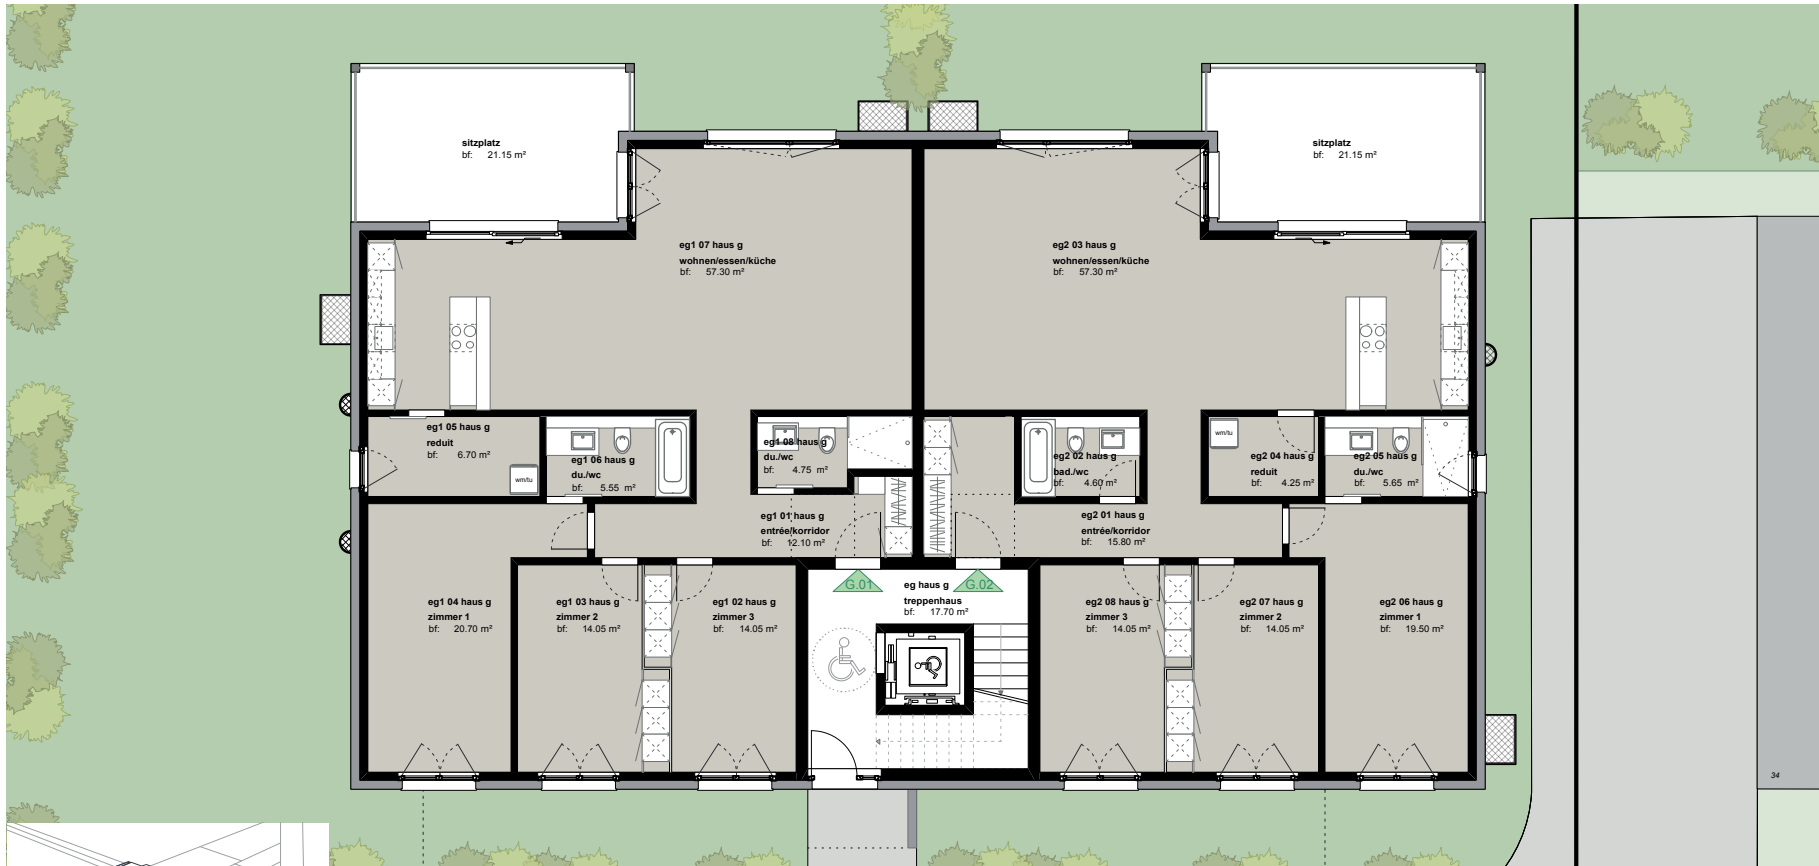 sitzplatz
bf: 21.15 m²
sitzplatz
bf: 21.15 m²
eg1 07 haus g
wohnen/essen/küche
bf: 57.30 m²
eg2 03 haus g
wohnen/essen/küche
bf: 57.30 m²
eg1 05 haus g
reduit
bf: 6.70 m²
wm/tu
eg1 06 haus g
du./wc
bf: 5.55 m²
eg1 08 haus g
du./wc
bf: 4.75 m²
eg2 02 haus g
bad./wc
bf: 4.60 m²
wm/tu
eg2 04 haus g
reduit
bf: 4.25 m²
eg2 05 haus g
du./wc
bf: 5.65 m²
eg1 01 haus g
entrée/korridor
bf: 12.10 m²
eg2 01 haus g
entrée/korridor
bf: 15.80 m²
G.01
G.02
eg haus g
treppenhaus
bf: 17.70 m²
eg1 04 haus g
zimmer 1
bf: 20.70 m²
eg1 03 haus g
zimmer 2
bf: 14.05 m²
eg1 02 haus g
zimmer 3
bf: 14.05 m²
eg2 08 haus g
zimmer 3
bf: 14.05 m²
eg2 07 haus g
zimmer 2
bf: 14.05 m²
eg2 06 haus g
zimmer 1
bf: 19.50 m²
34